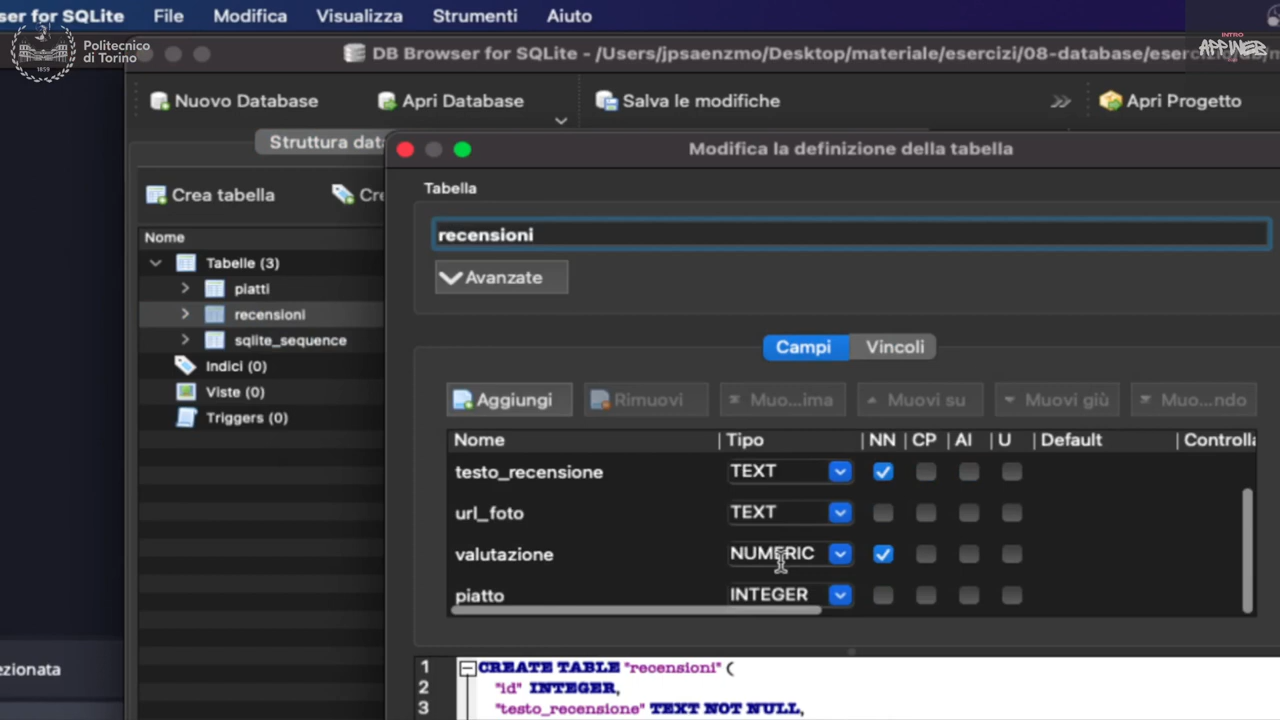 ser for SQLite File Modifica Visualizza Strumenti Aiuto
Politecnico
di Torino
1859
INTRO
APPINEB
DB Browser for SQLite - /Users/jpsaenzmo/Desktop/materiale/esercizi/08-database/eserc
Nuovo Database Apri Database Salva le modifiche Apri Progetto
Struttura dat
Modifica la definizione della tabella
Crea tabella Cre
Tabella
recensioni
Avanzate
Nome
Tabelle (3)
piatti
recensioni
sqlite_sequence
Indici (0)
Viste (0)
Triggers (0)
Campi Vincoli
Aggiungi Rimuovi Muo...ima Muovi su Muovi giù Muo...ndo
Nome Tipo NN CP AI U Default Controlla
testo_recensione TEXT
url_foto TEXT
valutazione NUMERIC
piatto INTEGER
ezionata
1 CREATE TABLE "recensioni" (
2 "id" INTEGER,
3 "testo_recensione" TEXT NOT NULL,